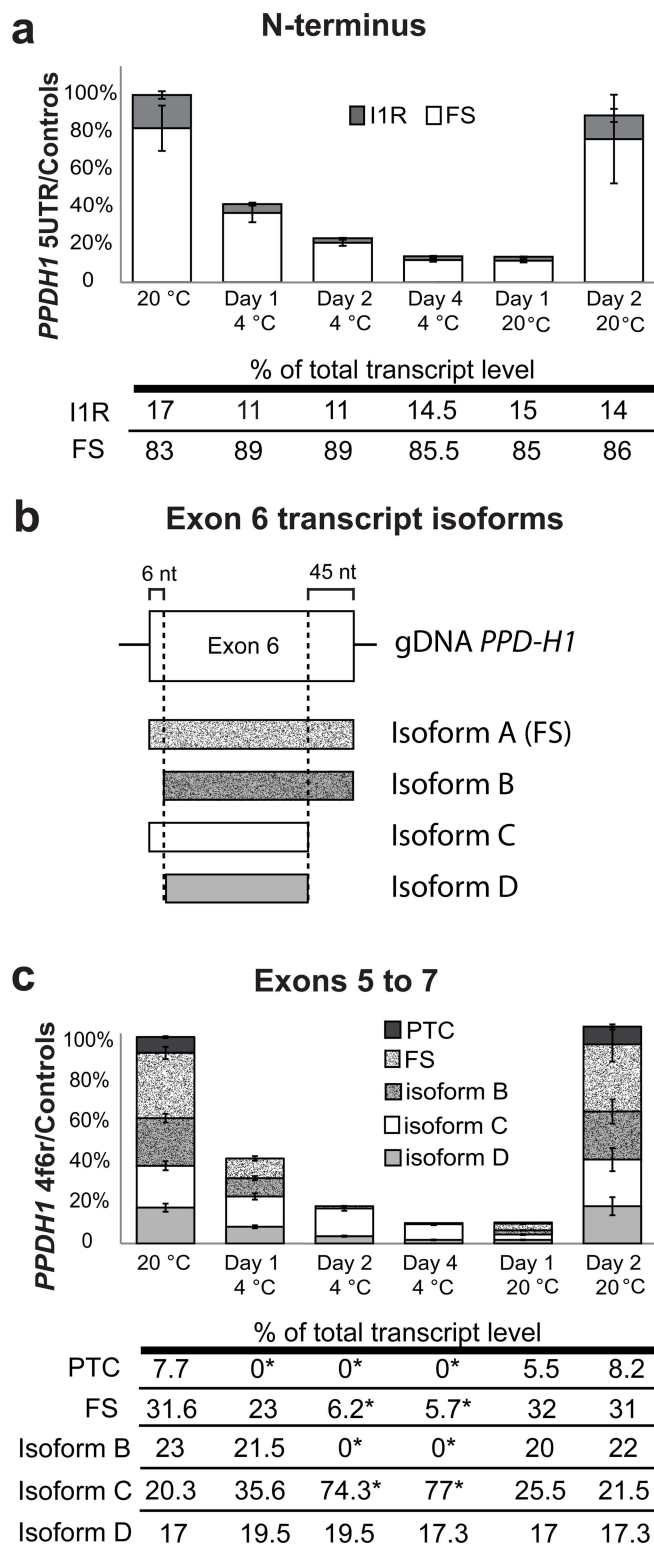 a
N-terminus
PPDH1 5UTR/Controls
100%
80%
60%
40%
20%
0
I1R FS
20 °C Day 1 Day 2 Day 4 Day 1 Day 2
4 °C 4 °C 4 °C 20°C 20°C
% of total transcript level
I1R 17 11 11 14.5 15 14
FS 83 89 89 85.5 85 86
b
Exon 6 transcript isoforms
6 nt 45 nt
Exon 6 gDNA PPD-H1
Isoform A (FS)
Isoform B
Isoform C
Isoform D
c
Exons 5 to 7
PPDH1 4f6r/Controls
100%
80%
60%
40%
20%
0
PTC
FS
isoform B
isoform C
isoform D
20 °C Day 1 Day 2 Day 4 Day 1 Day 2
4 °C 4 °C 4 °C 20 °C 20°C
% of total transcript level
PTC 7.7 0* 0* 0* 5.5 8.2
FS 31.6 23 6.2* 5.7* 32 31
Isoform B 23 21.5 0* 0* 20 22
Isoform C 20.3 35.6 74.3* 77* 25.5 21.5
Isoform D 17 19.5 19.5 17.3 17 17.3